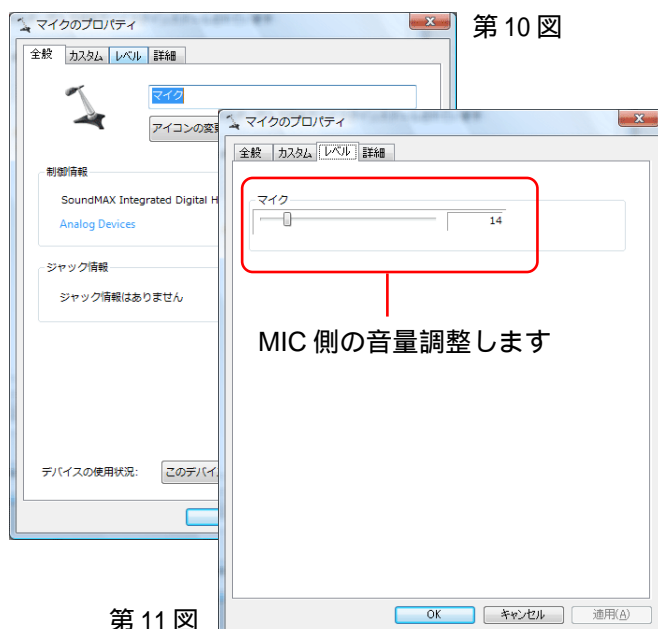 マイクのプロパティ
第 10 図
全般 カスタム レベル 詳細
マイク
アイコンの変
制御情報
SoundMAX Integrated Digital H
Analog Devices
ジャック情報
ジャック情報はありません
デバイスの使用状況:
このデバイ
マイクのプロパティ
全般 カスタム レベル 詳細
マイク
14
MIC 側の音量調整します
OK キャンセル 適用(A)
第 11 図